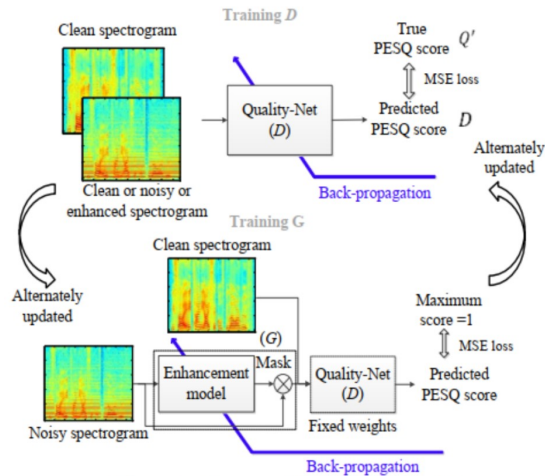 Training D
Clean spectrogram
True
PESQ score Q'
MSE loss
Quality-Net
(D)
Predicted
PESQ score D
Clean or noisy or
enhanced spectrogram
Back-propagation
Alternately
updated
Training G
Clean spectrogram
Alternately
updated
Maximum
score =1
MSE loss
(G)
Mask
Enhancement
model
Quality-Net
(D)
Predicted
PESQ score
Noisy spectrogram
Fixed weights
Back-propagation